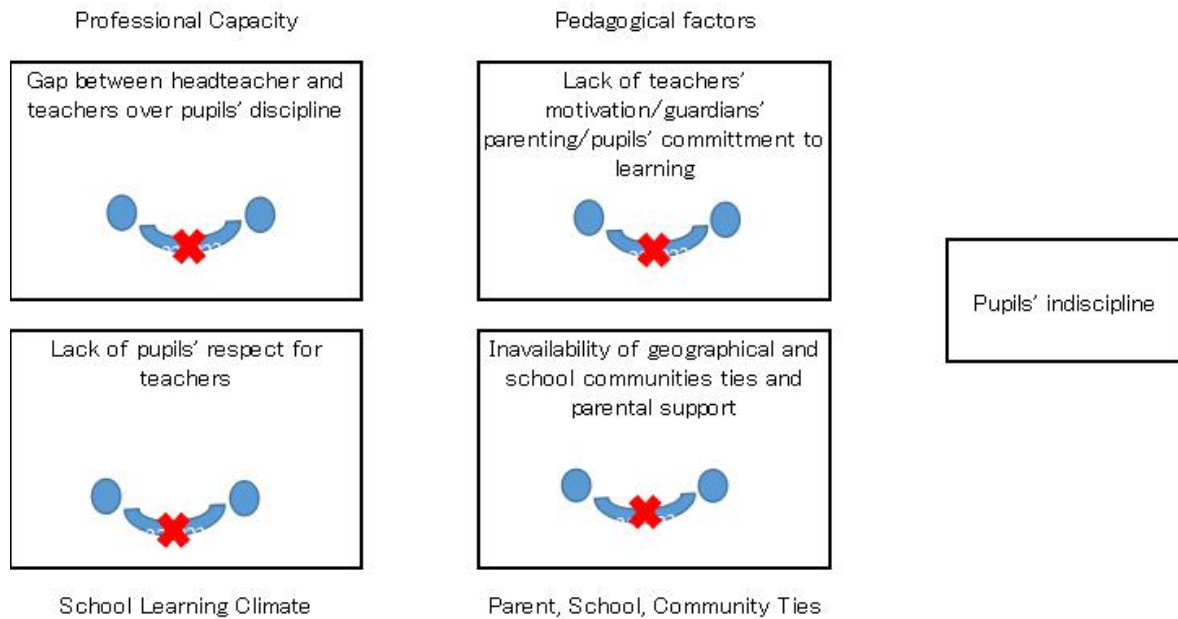 Professional Capacity
Pedagogical factors
Gap between headteacher and
teachers over pupils' discipline
Lack of teachers'
motivation/guardians'
parenting/pupils' committment to
learning
Pupils' indiscipline
Lack of pupils' respect for
teachers
Inavailability of geographical and
school communities ties and
parental support
School Learning Climate
Parent, School, Community Ties